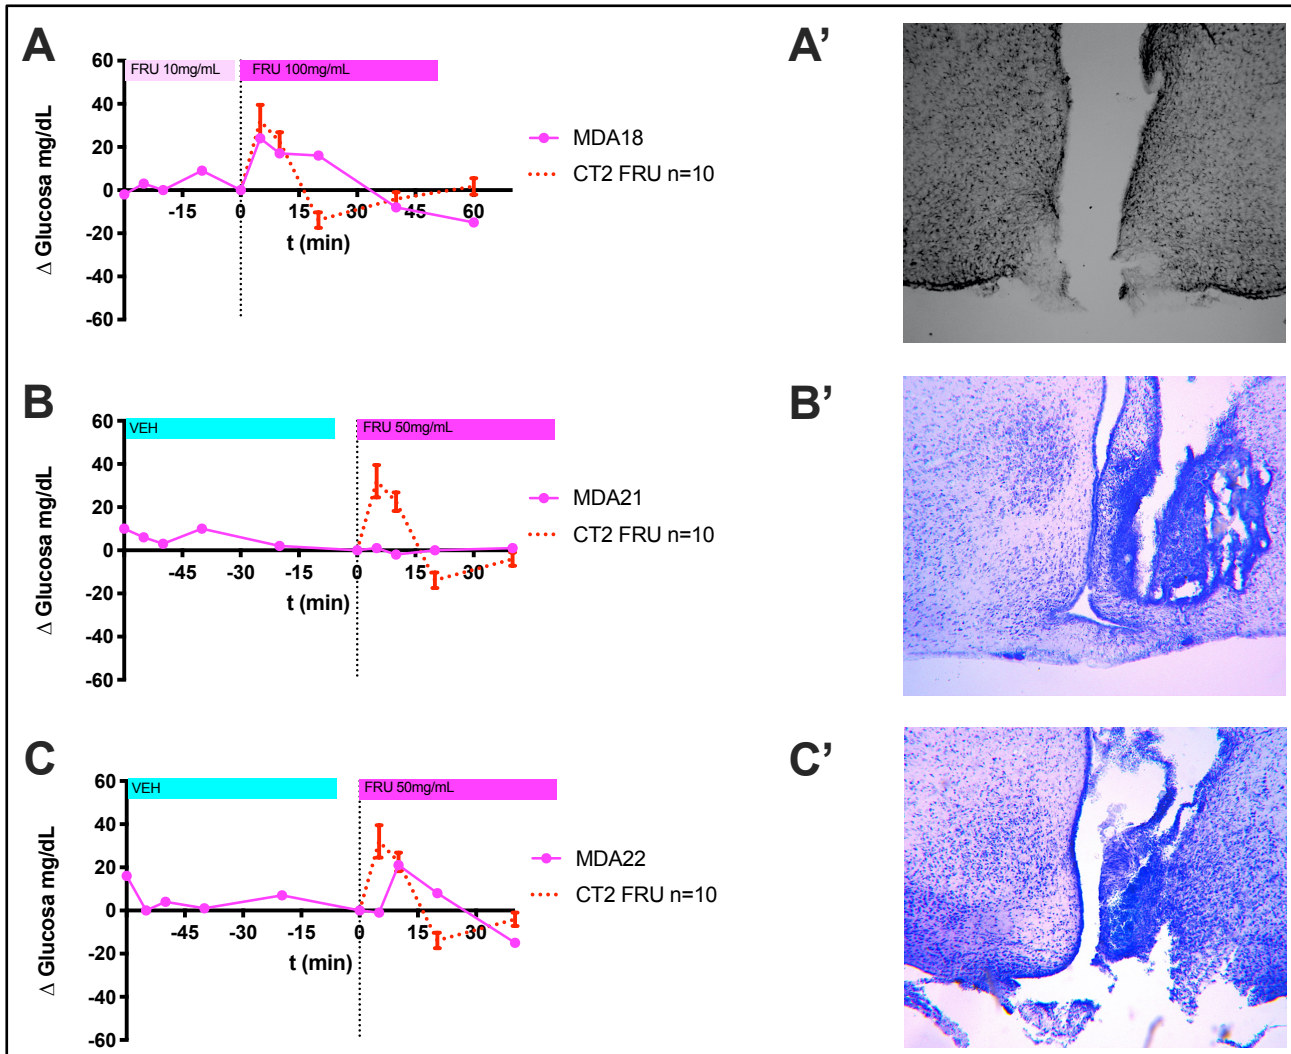 A
A'
60
40
20
0
-20
-40
-60
Δ Glucosa mg/dL
FRU 10mg/mL
FRU 100mg/mL
-15
0
15
30
45
60
t (min)
MDA18
CT2 FRU n=10
B
B'
60
40
20
0
-20
-40
-60
Δ Glucosa mg/dL
VEH
FRU 50mg/mL
-45
-30
-15
0
15
30
t (min)
MDA21
CT2 FRU n=10
C
C'
60
40
20
0
-20
-40
-60
Δ Glucosa mg/dL
VEH
FRU 50mg/mL
-45
-30
-15
0
15
30
t (min)
MDA22
CT2 FRU n=10